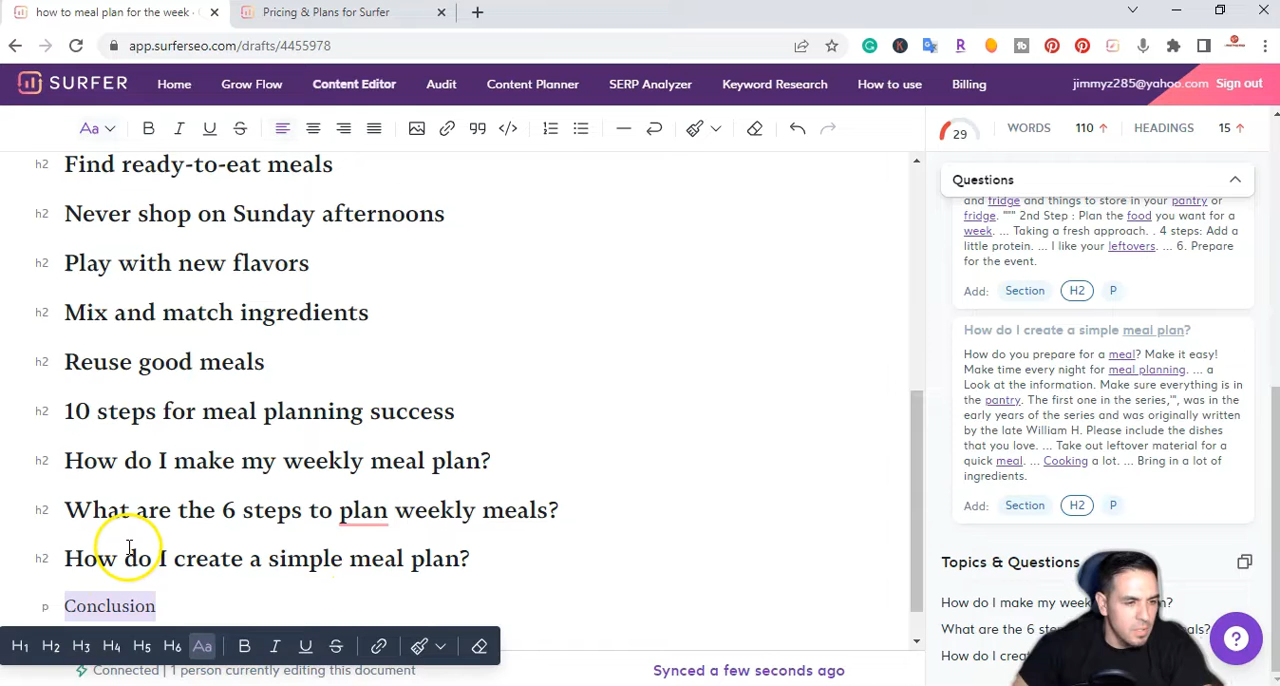 how to meal plan for the week ·
Pricing & Plans for Surfer
app.surferseo.com/drafts/4455978
SURFER
Home
Grow Flow
Content Editor
Audit
Content Planner
SERP Analyzer
Keyword Research
How to use
Billing
jimmyz285@yahoo.com
Sign out
Aa
29
WORDS 110
HEADINGS 15
h2 Find ready-to-eat meals
h2 Never shop on Sunday afternoons
h2 Play with new flavors
h2 Mix and match ingredients
h2 Reuse good meals
h2 10 steps for meal planning success
h2 How do I make my weekly meal plan?
h2 What are the 6 steps to plan weekly meals?
h2 How do I create a simple meal plan?
p Conclusion
H1 H2 H3 H4 H5 H6 Aa B I U S
Connected | 1 person currently editing this document
Synced a few seconds ago
Questions
and fridge and things to store in your pantry or
fridge. """ 2nd Step : Plan the food you want for a
week. ... Taking a fresh approach. . 4 steps: Add a
little protein. ... I like your leftovers. ... 6. Prepare
for the event.
Add: Section H2 P
How do I create a simple meal plan?
How do you prepare for a meal? Make it easy!
Make time every night for meal planning. ... a
Look at the information. Make sure everything is in
the pantry. The first one in the series,'", was in the
early years of the series and was originally written
by the late William H. Please include the dishes
that you love. ... Take out leftover material for a
quick meal. ... Cooking a lot. ... Bring in a lot of
ingredients.
Add: Section H2 P
Topics & Questions
How do I make my wee
What are the 6 ste
How do I crea